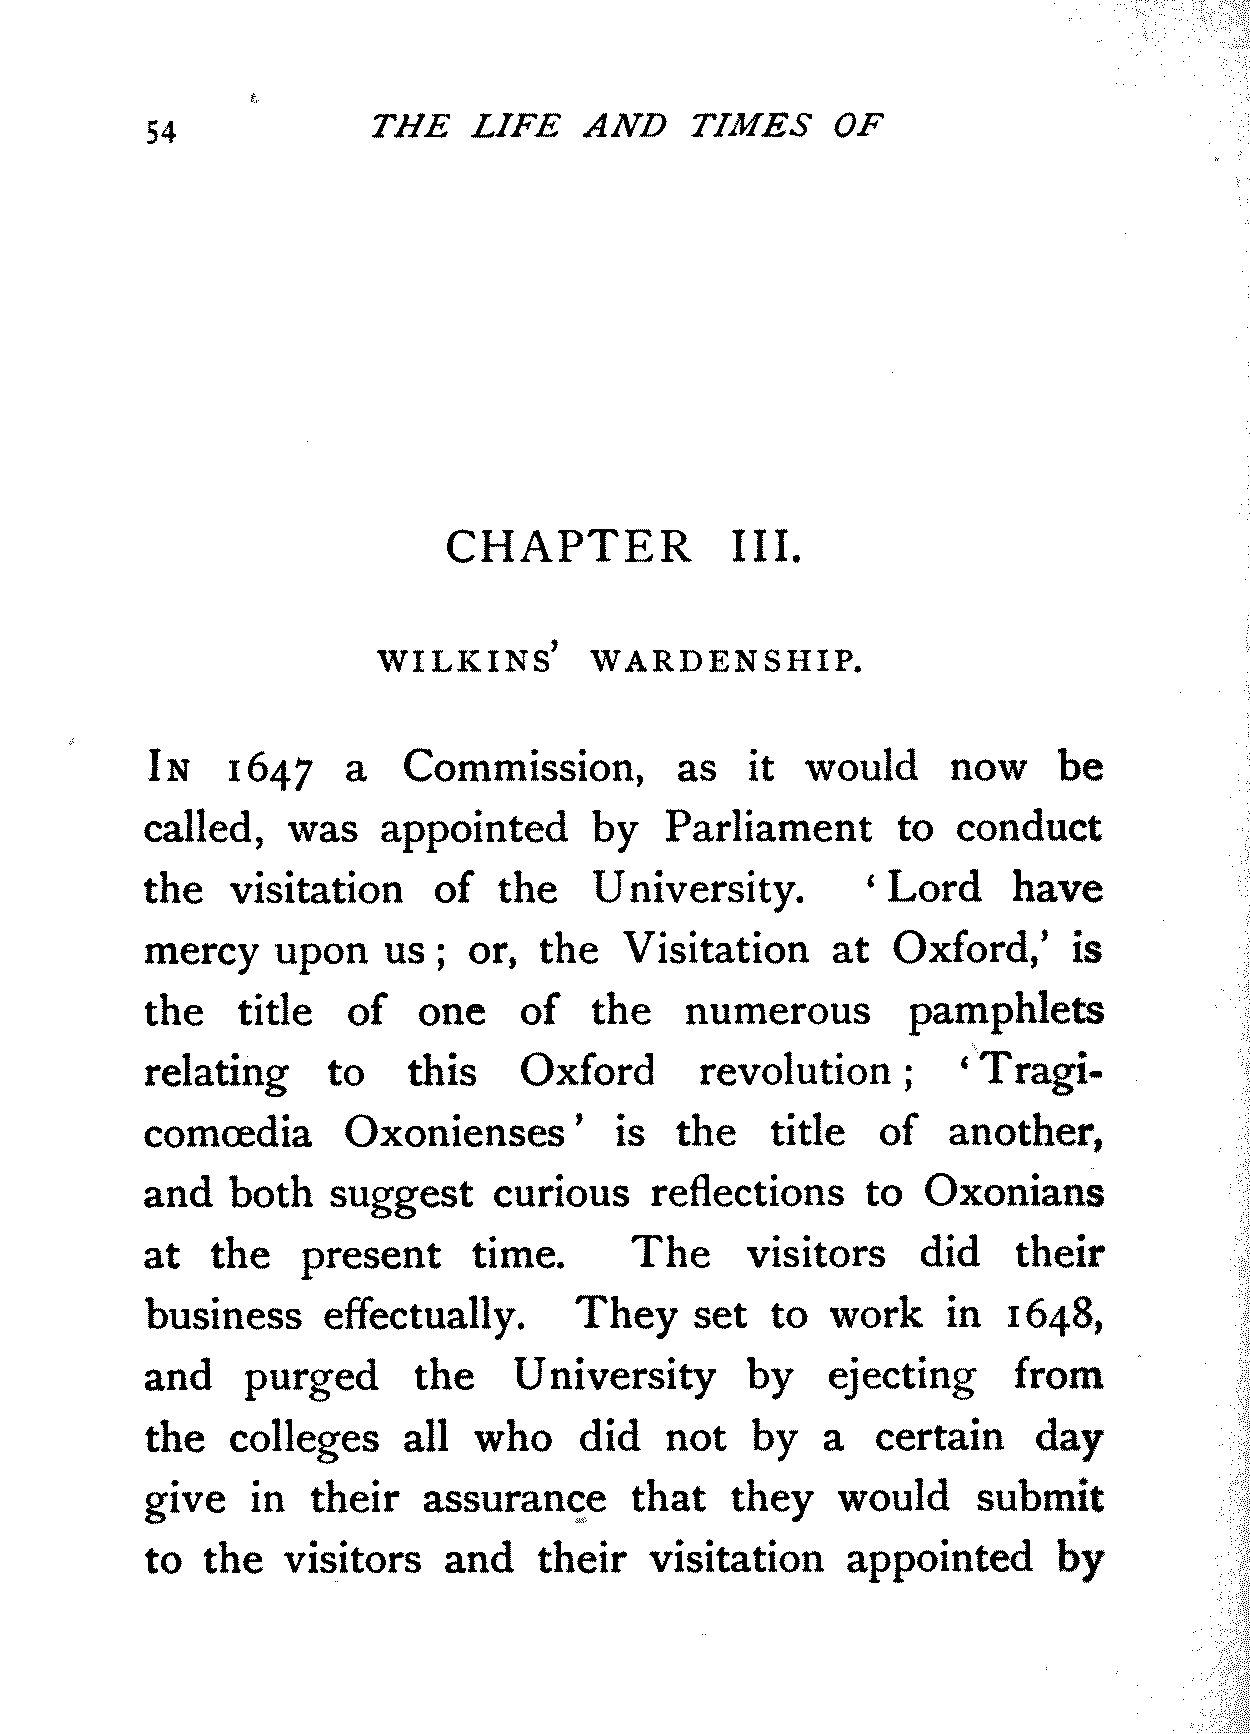 54 THE LIFE AND TIMES OF
CHAPTER III.
WILKINS' WARDENSHIP.
IN 1647 a Commission, as it would now be
called, was appointed by Parliament to conduct
the visitation of the University. ‘Lord have
mercy upon us; or, the Visitation at Oxford,’ is
the title of one of the numerous pamphlets
relating to this Oxford revolution; ‘Tragi-
comœdia Oxonienses’ is the title of another,
and both suggest curious reflections to Oxonians
at the present time. The visitors did their
business effectually. They set to work in 1648,
and purged the University by ejecting from
the colleges all who did not by a certain day
give in their assurance that they would submit
to the visitors and their visitation appointed by